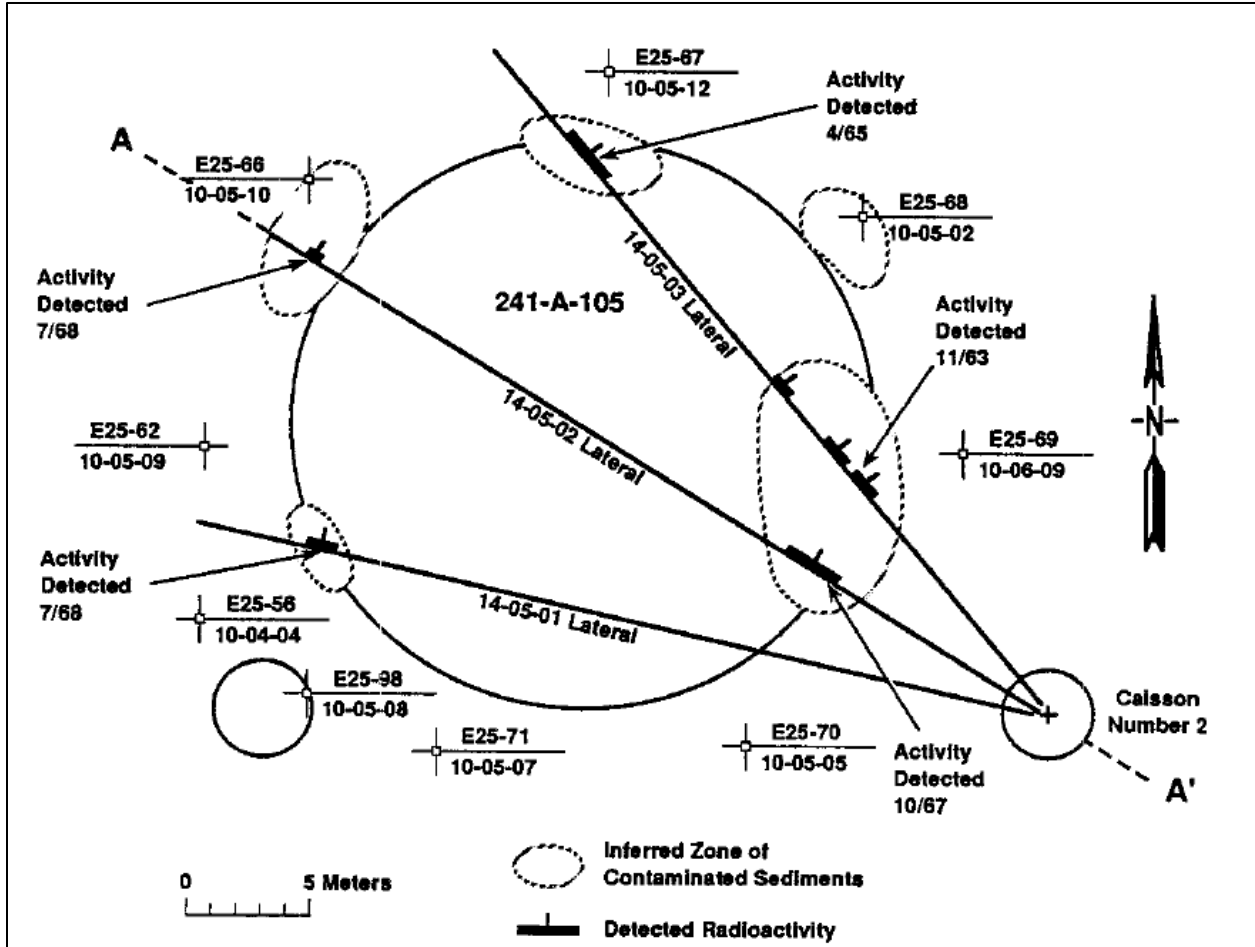 E25-67
10-05-12
Activity
Detected
4/65
A
E25-66
10-05-10
E25-68
10-05-02
14-05-03 Lateral
Activity
Detected
7/68
241-A-105
Activity
Detected
11/63
14-05-02 Lateral
N
E25-62
10-05-09
E25-69
10-06-09
Activity
Detected
7/68
14-05-01 Lateral
E25-56
10-04-04
E25-98
10-05-08
Caisson
Number 2
E25-71
10-05-07
E25-70
10-05-05
Activity
Detected
10/67
A'
Inferred Zone of
Contaminated Sediments
0 5 Meters
Detected Radioactivity